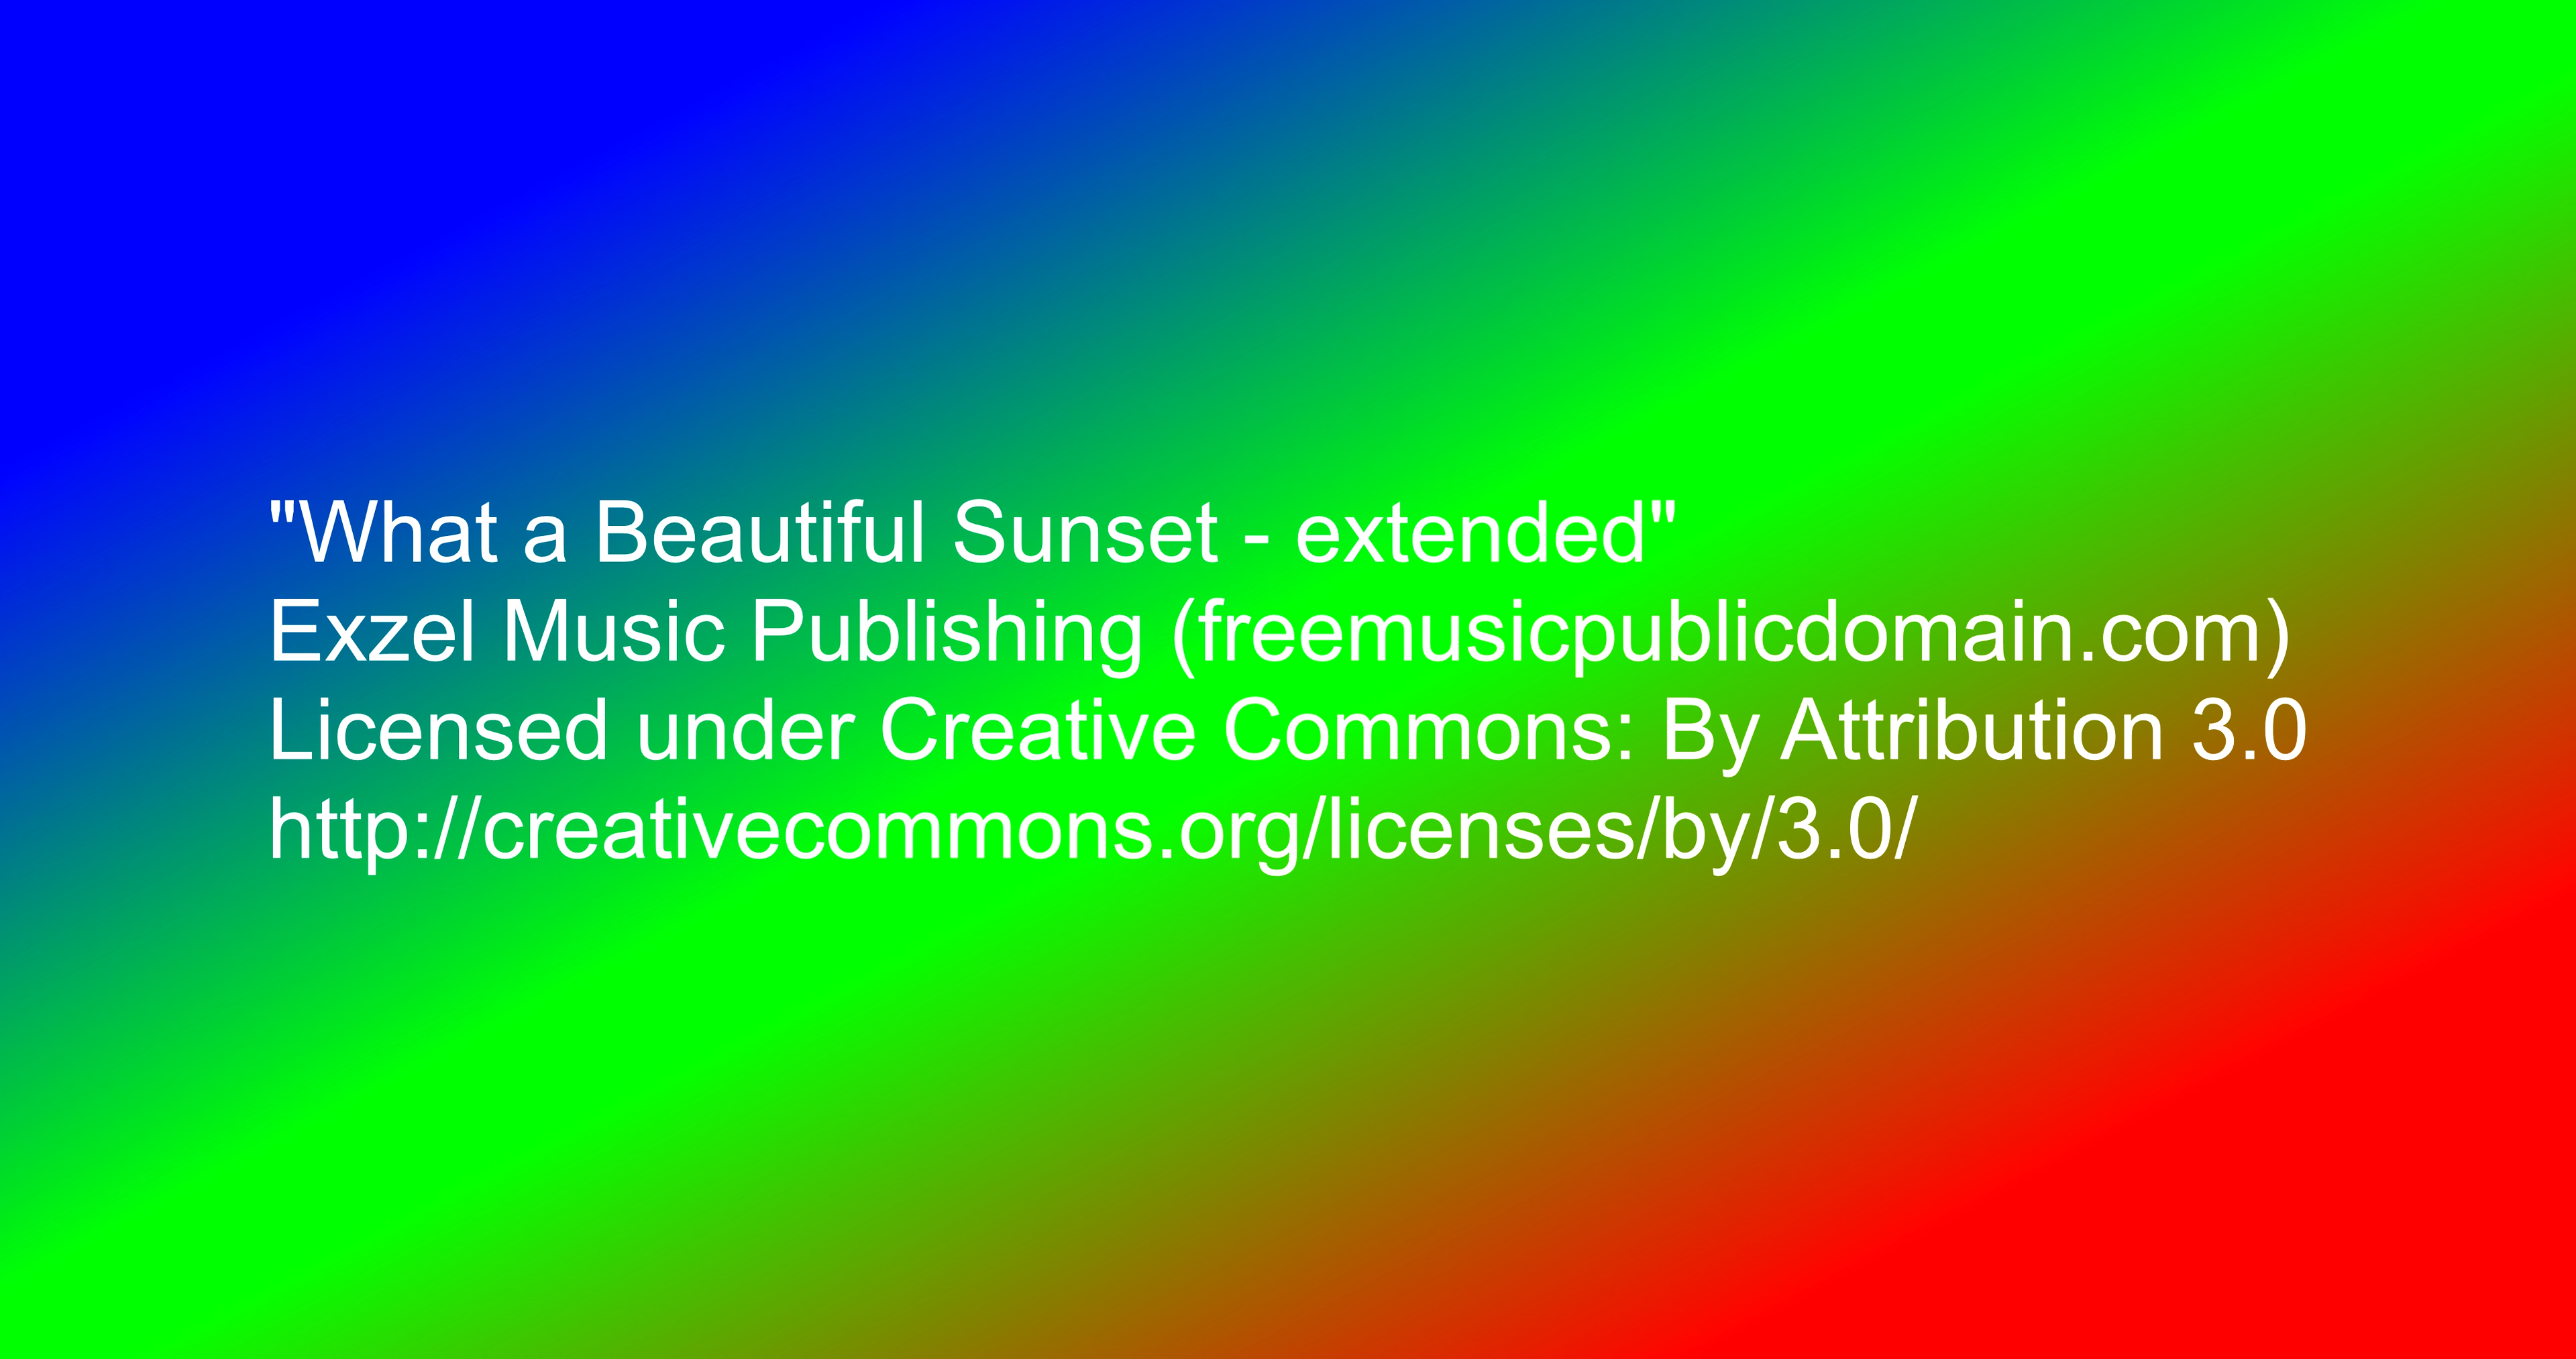 "What a Beautiful Sunset - extended"
Exzel Music Publishing (freemusicpublicdomain.com)
Licensed under Creative Commons: By Attribution 3.0
http://creativecommons.org/licenses/by/3.0/